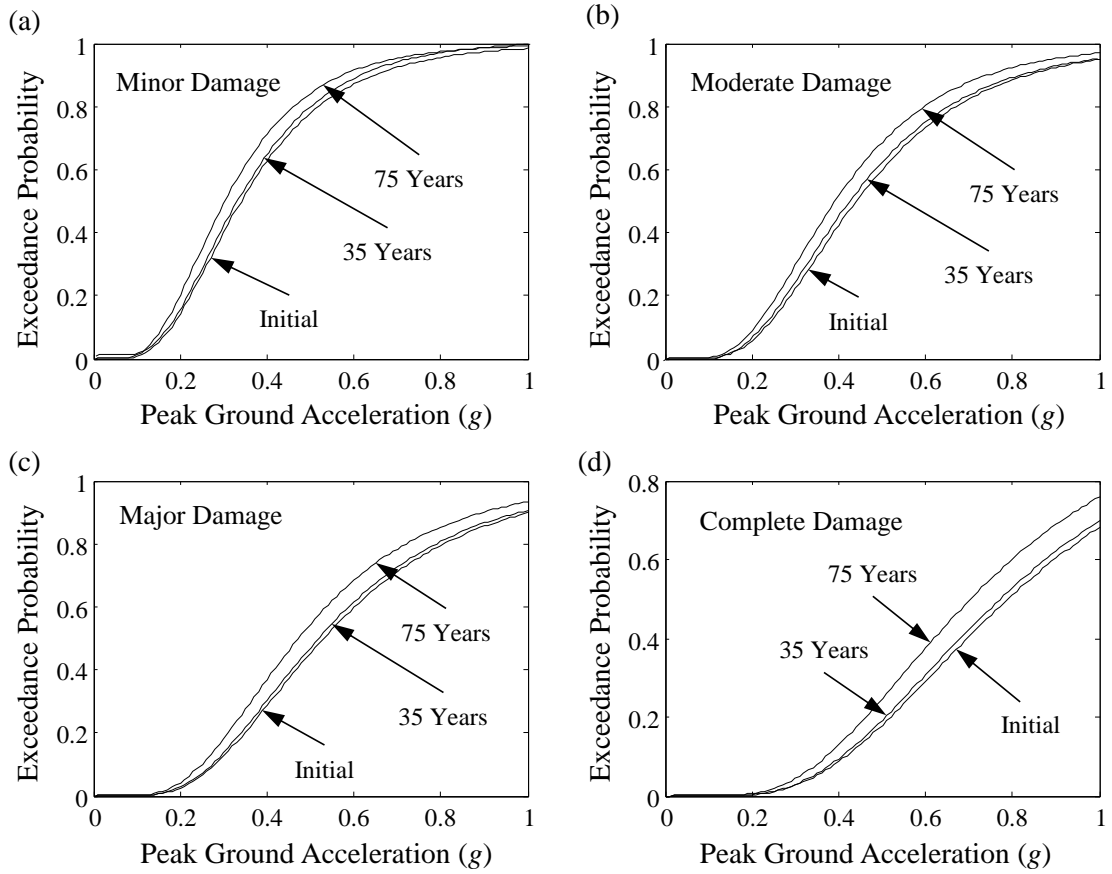 (a)
Exceedance Probability
1
0.8
0.6
0.4
0.2
0
Minor Damage
75 Years
35 Years
Initial
0 0.2 0.4 0.6 0.8 1
Peak Ground Acceleration (g)
(b)
Exceedance Probability
1
0.8
0.6
0.4
0.2
0
Moderate Damage
75 Years
35 Years
Initial
0 0.2 0.4 0.6 0.8 1
Peak Ground Acceleration (g)
(c)
Exceedance Probability
1
0.8
0.6
0.4
0.2
0
Major Damage
75 Years
35 Years
Initial
0 0.2 0.4 0.6 0.8 1
Peak Ground Acceleration (g)
(d)
Exceedance Probability
0.8
0.6
0.4
0.2
0
Complete Damage
75 Years
35 Years
Initial
0 0.2 0.4 0.6 0.8 1
Peak Ground Acceleration (g)